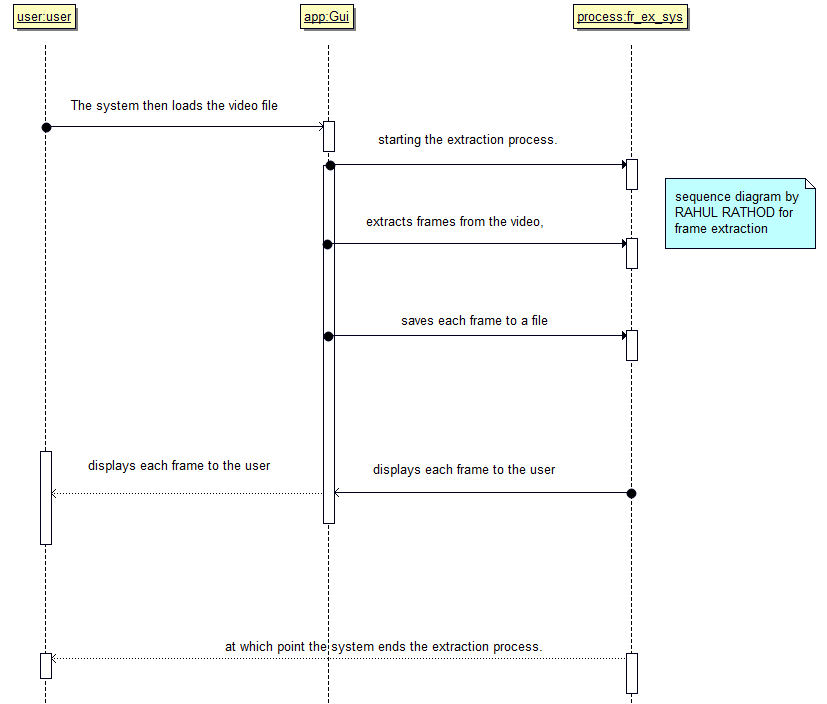 user:user
app:Gui
process:fr_ex_sys
The system then loads the video file
starting the extraction process.
sequence diagram by
RAHUL RATHOD for
frame extraction
extracts frames from the video,
saves each frame to a file
displays each frame to the user
displays each frame to the user
at which point the system ends the extraction process.